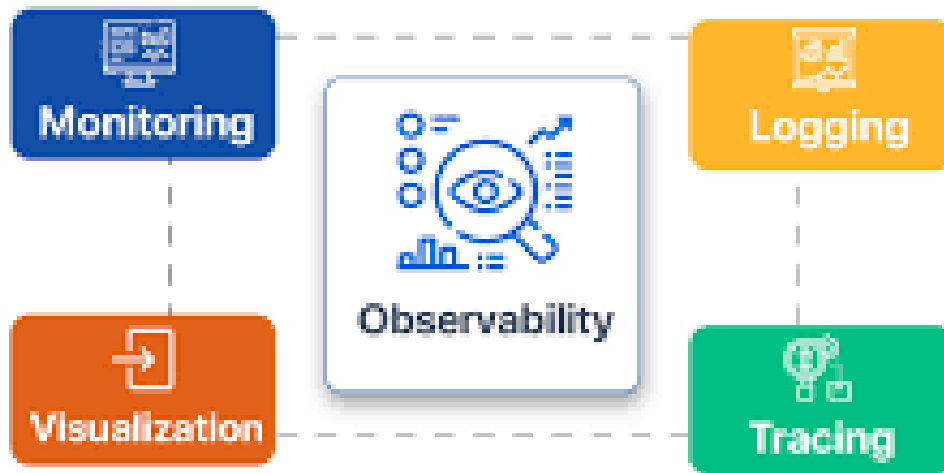 Monitoring
Logging
Observability
Visualization
Tracing